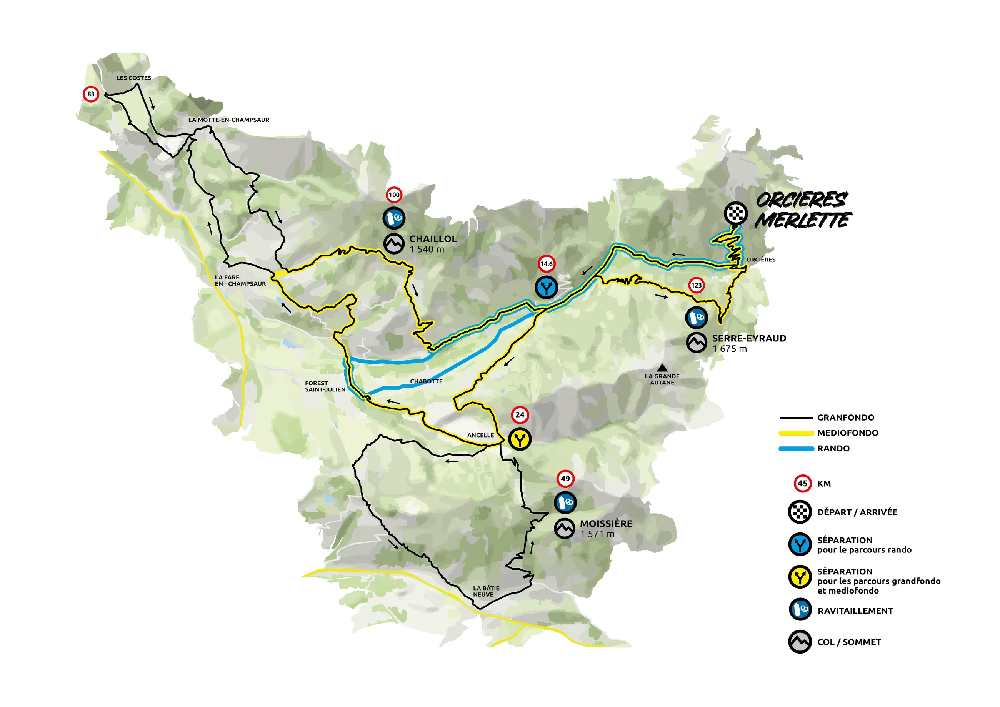 LES COSTES
83
LA MOTTE-EN-CHAMPSAUR
100
CHAILLOL
1 540 m
ORCIERES
MERLETTE
ORCIÈRES
14.6
LA FARE
EN - CHAMPSAUR
123
SERRE-EYRAUD
1 675 m
LA GRANDE
AUTANE
CHABOTTE
FOREST
SAINT-JULIEN
24
ANCELLE
49
MOISSIÈRE
1 571 m
LA BÂTIE
NEUVE
GRANFONDO
MEDIOFONDO
RANDO
45 KM
DÉPART / ARRIVÉE
SÉPARATION
pour le parcours rando
SÉPARATION
pour les parcours grandfondo
et mediofondo
RAVITAILLEMENT
COL / SOMMET